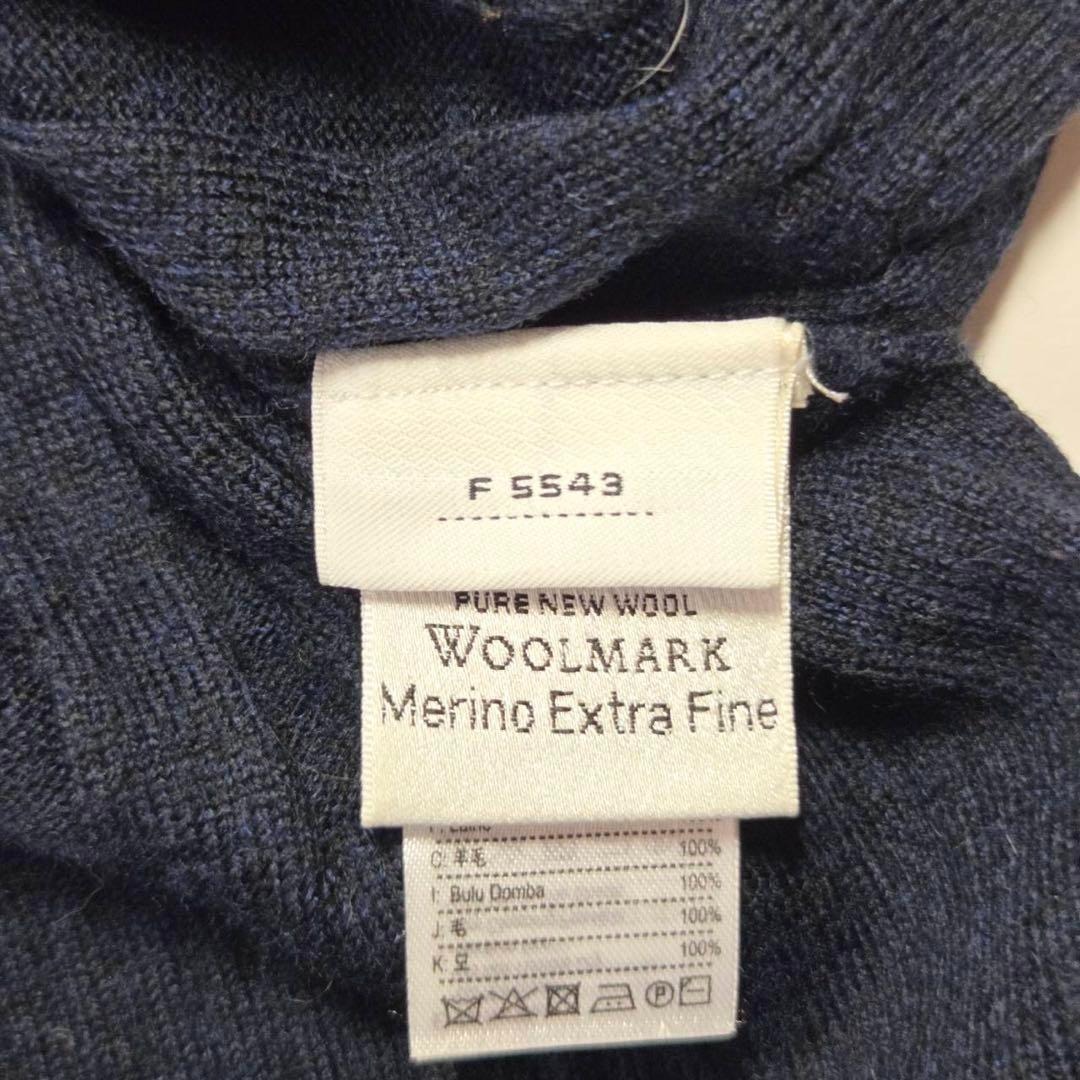 F 5543
PURE NEW WOOL
WOOLMARK
Merino Extra Fine
C: 羊毛 100%
I: Bulu Domba 100%
J: 毛 100%
K: 모 100%
P